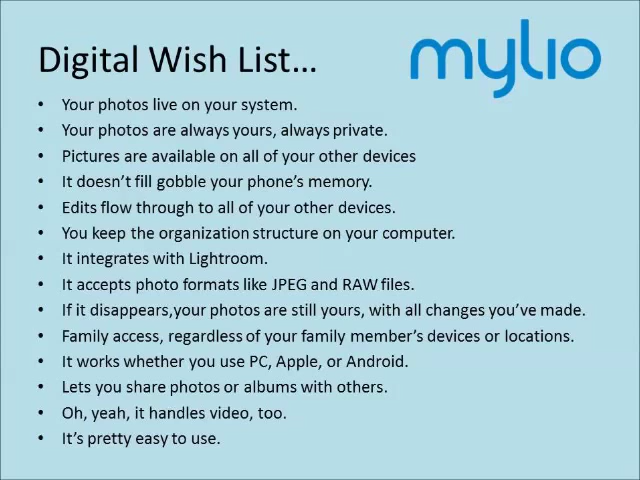 Digital Wish List…
mylio
• Your photos live on your system.
• Your photos are always yours, always private.
• Pictures are available on all of your other devices
• It doesn’t fill gobble your phone’s memory.
• Edits flow through to all of your other devices.
• You keep the organization structure on your computer.
• It integrates with Lightroom.
• It accepts photo formats like JPEG and RAW files.
• If it disappears,your photos are still yours, with all changes you’ve made.
• Family access, regardless of your family member’s devices or locations.
• It works whether you use PC, Apple, or Android.
• Lets you share photos or albums with others.
• Oh, yeah, it handles video, too.
• It’s pretty easy to use.